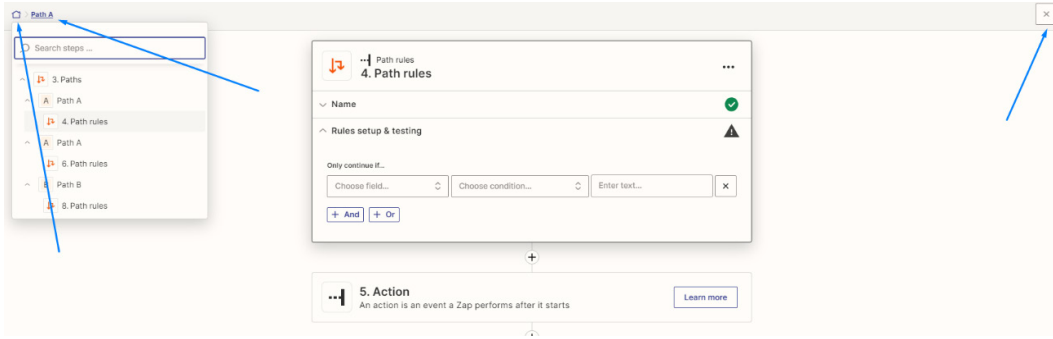 Path A
Search steps ...
3. Paths
A Path A
4. Path rules
A Path A
6. Path rules
B Path B
8. Path rules
Path rules
4. Path rules
Name
Rules setup & testing
Only continue if...
Choose field... Choose condition... Enter text...
+ And + Or
5. Action
An action is an event a Zap performs after it starts
Learn more